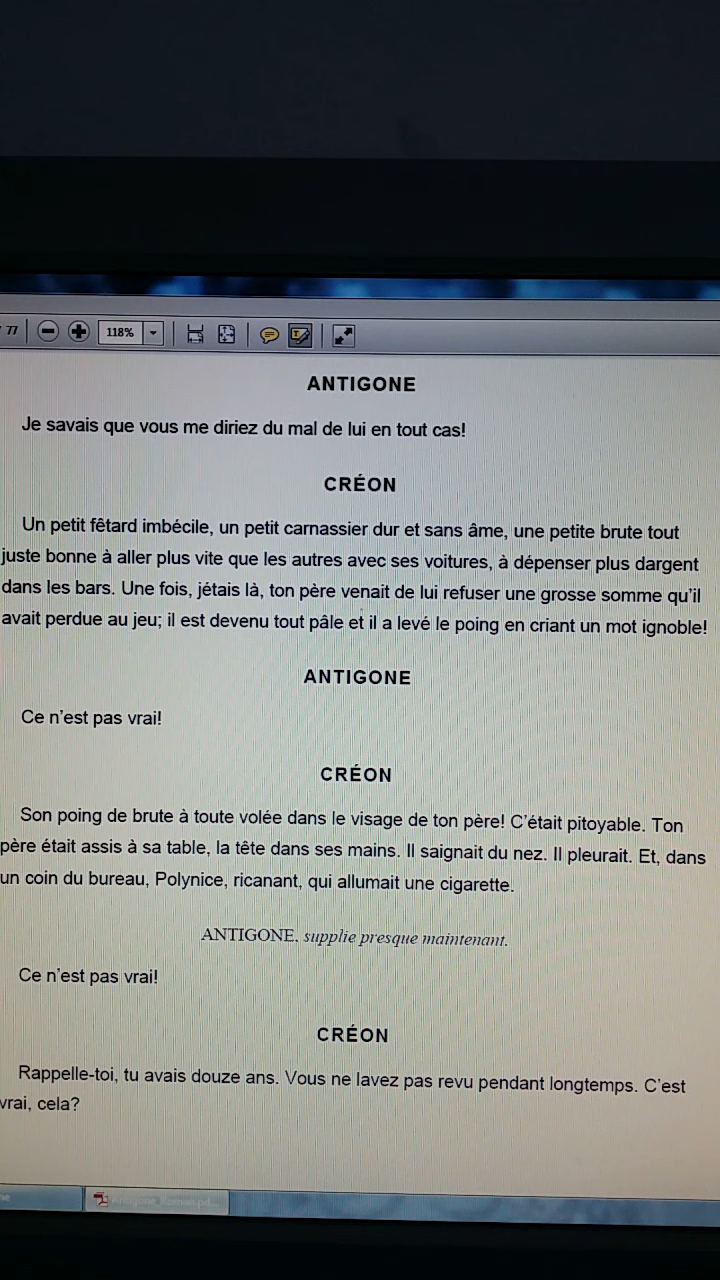 77
118%
ANTIGONE
Je savais que vous me diriez du mal de lui en tout cas!
CRÉON
Un petit fêtard imbécile, un petit carnassier dur et sans âme, une petite brute tout
juste bonne à aller plus vite que les autres avec ses voitures, à dépenser plus dargent
dans les bars. Une fois, jétais là, ton père venait de lui refuser une grosse somme qu'il
avait perdue au jeu; il est devenu tout pâle et il a levé le poing en criant un mot ignoble!
ANTIGONE
Ce n'est pas vrai!
CRÉON
Son poing de brute à toute volée dans le visage de ton père! C'était pitoyable. Ton
père était assis à sa table, la tête dans ses mains. Il saignait du nez. Il pleurait. Et, dans
un coin du bureau, Polynice, ricanant, qui allumait une cigarette.
ANTIGONE, supplie presque maintenant.
Ce n'est pas vrai!
CRÉON
Rappelle-toi, tu avais douze ans. Vous ne lavez pas revu pendant longtemps. C'est
vrai, cela?